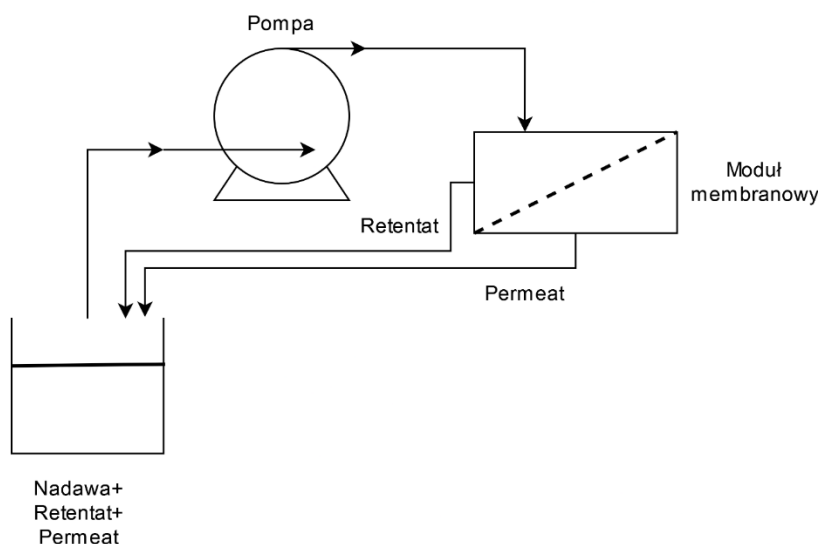 Pompa
Moduł
membranowy
Retentat
Permeat
Nadawa+
Retentat+
Permeat